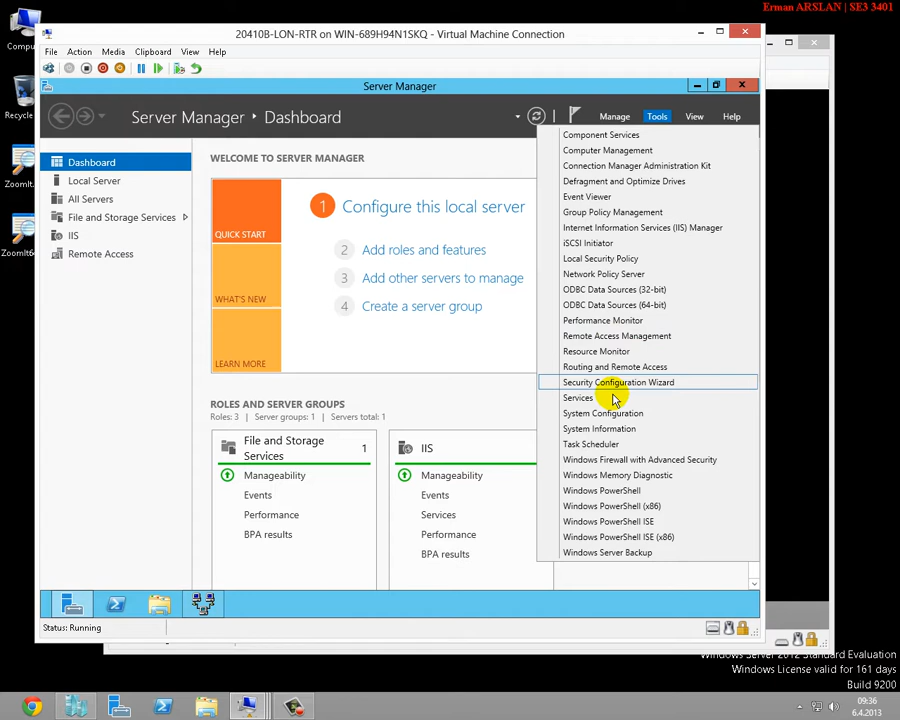 Erman ARSLAN | SE3 3401
Compu
Recycle
ZoomIt
ZoomIt6
20410B-LON-RTR on WIN-689H94N1SKQ - Virtual Machine Connection
File Action Media Clipboard View Help
Server Manager
Server Manager Dashboard
Manage Tools View Help
Dashboard
Local Server
All Servers
File and Storage Services
IIS
Remote Access
WELCOME TO SERVER MANAGER
QUICK START
WHAT'S NEW
LEARN MORE
1 Configure this local server
2 Add roles and features
3 Add other servers to manage
4 Create a server group
ROLES AND SERVER GROUPS
Roles: 3 | Server groups: 1 | Servers total: 1
File and Storage Services 1
Manageability
Events
Performance
BPA results
IIS
Manageability
Events
Services
Performance
BPA results
Component Services
Computer Management
Connection Manager Administration Kit
Defragment and Optimize Drives
Event Viewer
Group Policy Management
Internet Information Services (IIS) Manager
iSCSI Initiator
Local Security Policy
Network Policy Server
ODBC Data Sources (32-bit)
ODBC Data Sources (64-bit)
Performance Monitor
Remote Access Management
Resource Monitor
Routing and Remote Access
Security Configuration Wizard
Services
System Configuration
System Information
Task Scheduler
Windows Firewall with Advanced Security
Windows Memory Diagnostic
Windows PowerShell
Windows PowerShell (x86)
Windows PowerShell ISE
Windows PowerShell ISE (x86)
Windows Server Backup
Status: Running
Windows Server 2012 Standard Evaluation
Windows License valid for 161 days
Build 9200
09:36
6.4.2013